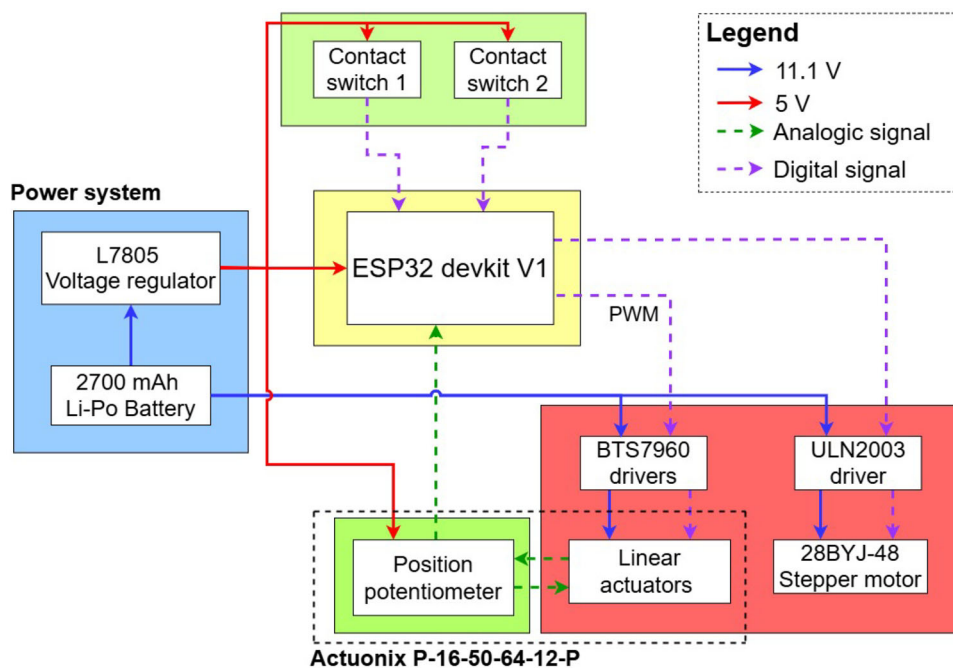 Contact
switch 1
Contact
switch 2
Legend
11.1 V
5 V
Analogic signal
Digital signal
Power system
L7805
Voltage regulator
ESP32 devkit V1
PWM
2700 mAh
Li-Po Battery
BTS7960
drivers
ULN2003
driver
Position
potentiometer
Linear
actuators
28BYJ-48
Stepper motor
Actuonix P-16-50-64-12-P